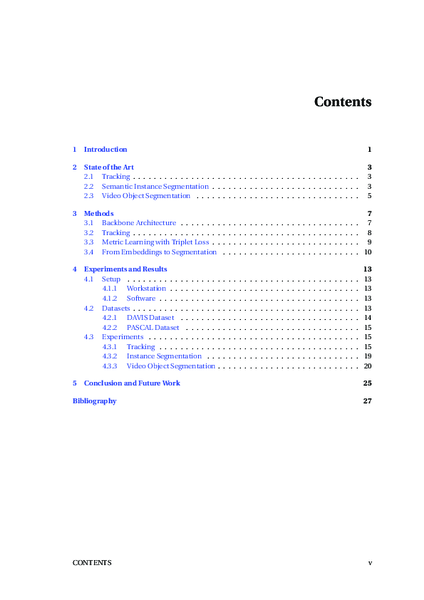 Contents
1 Introduction 1
2 State of the Art 3
2.1 Tracking . . . . . . . . . . . . . . . . . . . . . . . . . . . . . . . . . . . . . . . . . . . 3
2.2 Semantic Instance Segmentation . . . . . . . . . . . . . . . . . . . . . . . . . . . . 3
2.3 Video Object Segmentation . . . . . . . . . . . . . . . . . . . . . . . . . . . . . . . 5
3 Methods 7
3.1 Backbone Architecture . . . . . . . . . . . . . . . . . . . . . . . . . . . . . . . . . . 7
3.2 Tracking . . . . . . . . . . . . . . . . . . . . . . . . . . . . . . . . . . . . . . . . . . . 8
3.3 Metric Learning with Triplet Loss . . . . . . . . . . . . . . . . . . . . . . . . . . . . 9
3.4 From Embeddings to Segmentation . . . . . . . . . . . . . . . . . . . . . . . . . . 10
4 Experiments and Results 13
4.1 Setup . . . . . . . . . . . . . . . . . . . . . . . . . . . . . . . . . . . . . . . . . . . . 13
4.1.1 Workstation . . . . . . . . . . . . . . . . . . . . . . . . . . . . . . . . . . . . 13
4.1.2 Software . . . . . . . . . . . . . . . . . . . . . . . . . . . . . . . . . . . . . . 13
4.2 Datasets . . . . . . . . . . . . . . . . . . . . . . . . . . . . . . . . . . . . . . . . . . . 13
4.2.1 DAVIS Dataset . . . . . . . . . . . . . . . . . . . . . . . . . . . . . . . . . . 14
4.2.2 PASCAL Dataset . . . . . . . . . . . . . . . . . . . . . . . . . . . . . . . . . 15
4.3 Experiments . . . . . . . . . . . . . . . . . . . . . . . . . . . . . . . . . . . . . . . . 15
4.3.1 Tracking . . . . . . . . . . . . . . . . . . . . . . . . . . . . . . . . . . . . . . 15
4.3.2 Instance Segmentation . . . . . . . . . . . . . . . . . . . . . . . . . . . . . 19
4.3.3 Video Object Segmentation . . . . . . . . . . . . . . . . . . . . . . . . . . . 20
5 Conclusion and Future Work 25
Bibliography 27
CONTENTS v